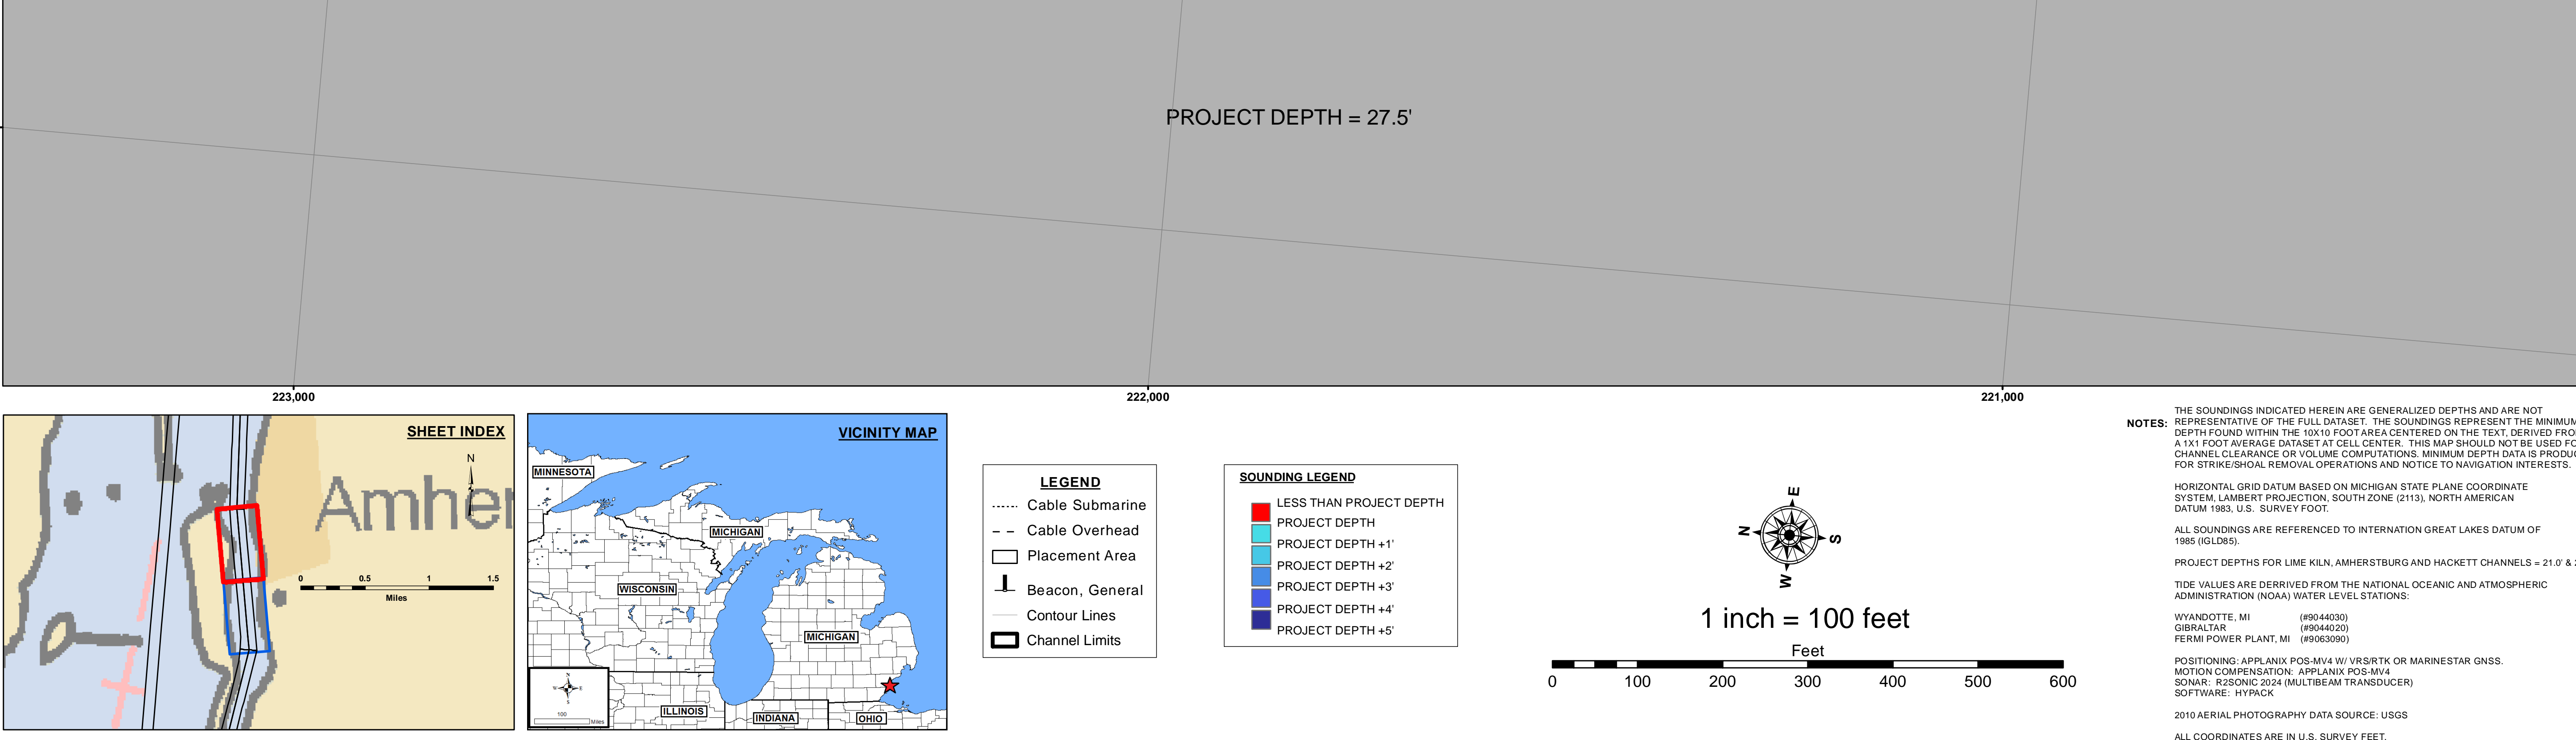 PROJECT DEPTH = 27.5'
223,000
222,000
221,000
SHEET INDEX
N
Amher
0 0.5 1 1.5
Miles
VICINITY MAP
MINNESOTA
MICHIGAN
WISCONSIN
MICHIGAN
ILLINOIS
INDIANA
OHIO
N
W E
S
100
Miles
LEGEND
Cable Submarine
Cable Overhead
Placement Area
Beacon, General
Contour Lines
Channel Limits
SOUNDING LEGEND
LESS THAN PROJECT DEPTH
PROJECT DEPTH
PROJECT DEPTH +1'
PROJECT DEPTH +2'
PROJECT DEPTH +3'
PROJECT DEPTH +4'
PROJECT DEPTH +5'
E
N S
W
1 inch = 100 feet
Feet
0 100 200 300 400 500 600
NOTES:
THE SOUNDINGS INDICATED HEREIN ARE GENERALIZED DEPTHS AND ARE NOT
REPRESENTATIVE OF THE FULL DATASET. THE SOUNDINGS REPRESENT THE MINIMUM
DEPTH FOUND WITHIN THE 10X10 FOOT AREA CENTERED ON THE TEXT, DERIVED FRO
A 1X1 FOOT AVERAGE DATASET AT CELL CENTER. THIS MAP SHOULD NOT BE USED FO
CHANNEL CLEARANCE OR VOLUME COMPUTATIONS. MINIMUM DEPTH DATA IS PRODUC
FOR STRIKE/SHOAL REMOVAL OPERATIONS AND NOTICE TO NAVIGATION INTERESTS.
HORIZONTAL GRID DATUM BASED ON MICHIGAN STATE PLANE COORDINATE
SYSTEM, LAMBERT PROJECTION, SOUTH ZONE (2113), NORTH AMERICAN
DATUM 1983, U.S. SURVEY FOOT.
ALL SOUNDINGS ARE REFERENCED TO INTERNATION GREAT LAKES DATUM OF
1985 (IGLD85).
PROJECT DEPTHS FOR LIME KILN, AMHERSTBURG AND HACKETT CHANNELS = 21.0' &
TIDE VALUES ARE DERRIVED FROM THE NATIONAL OCEANIC AND ATMOSPHERIC
ADMINISTRATION (NOAA) WATER LEVEL STATIONS:
WYANDOTTE, MI (#9044030)
GIBRALTAR (#9044020)
FERMI POWER PLANT, MI (#9063090)
POSITIONING: APPLANIX POS-MV4 W/ VRS/RTK OR MARINESTAR GNSS.
MOTION COMPENSATION: APPLANIX POS-MV4
SONAR: R2SONIC 2024 (MULTIBEAM TRANSDUCER)
SOFTWARE: HYPACK
2010 AERIAL PHOTOGRAPHY DATA SOURCE: USGS
ALL COORDINATES ARE IN U.S. SURVEY FEET.